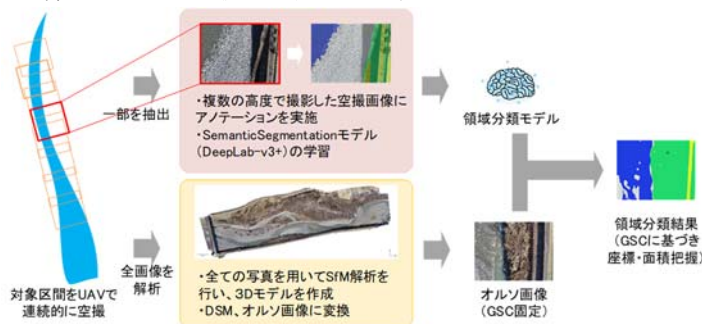 一部を抽出
・複数の高度で撮影した空撮画像に
アノテーションを実施
・SemanticSegmentationモデル
(DeepLab-v3+)の学習
領域分類モデル
対象区間をUAVで
連続的に空撮
全画像を
解析
・全ての写真を用いてSfM解析を
行い、3Dモデルを作成
・DSM、オルソ画像に変換
オルソ画像
(GSC固定)
領域分類結果
(GSCに基づき
座標・面積把握)